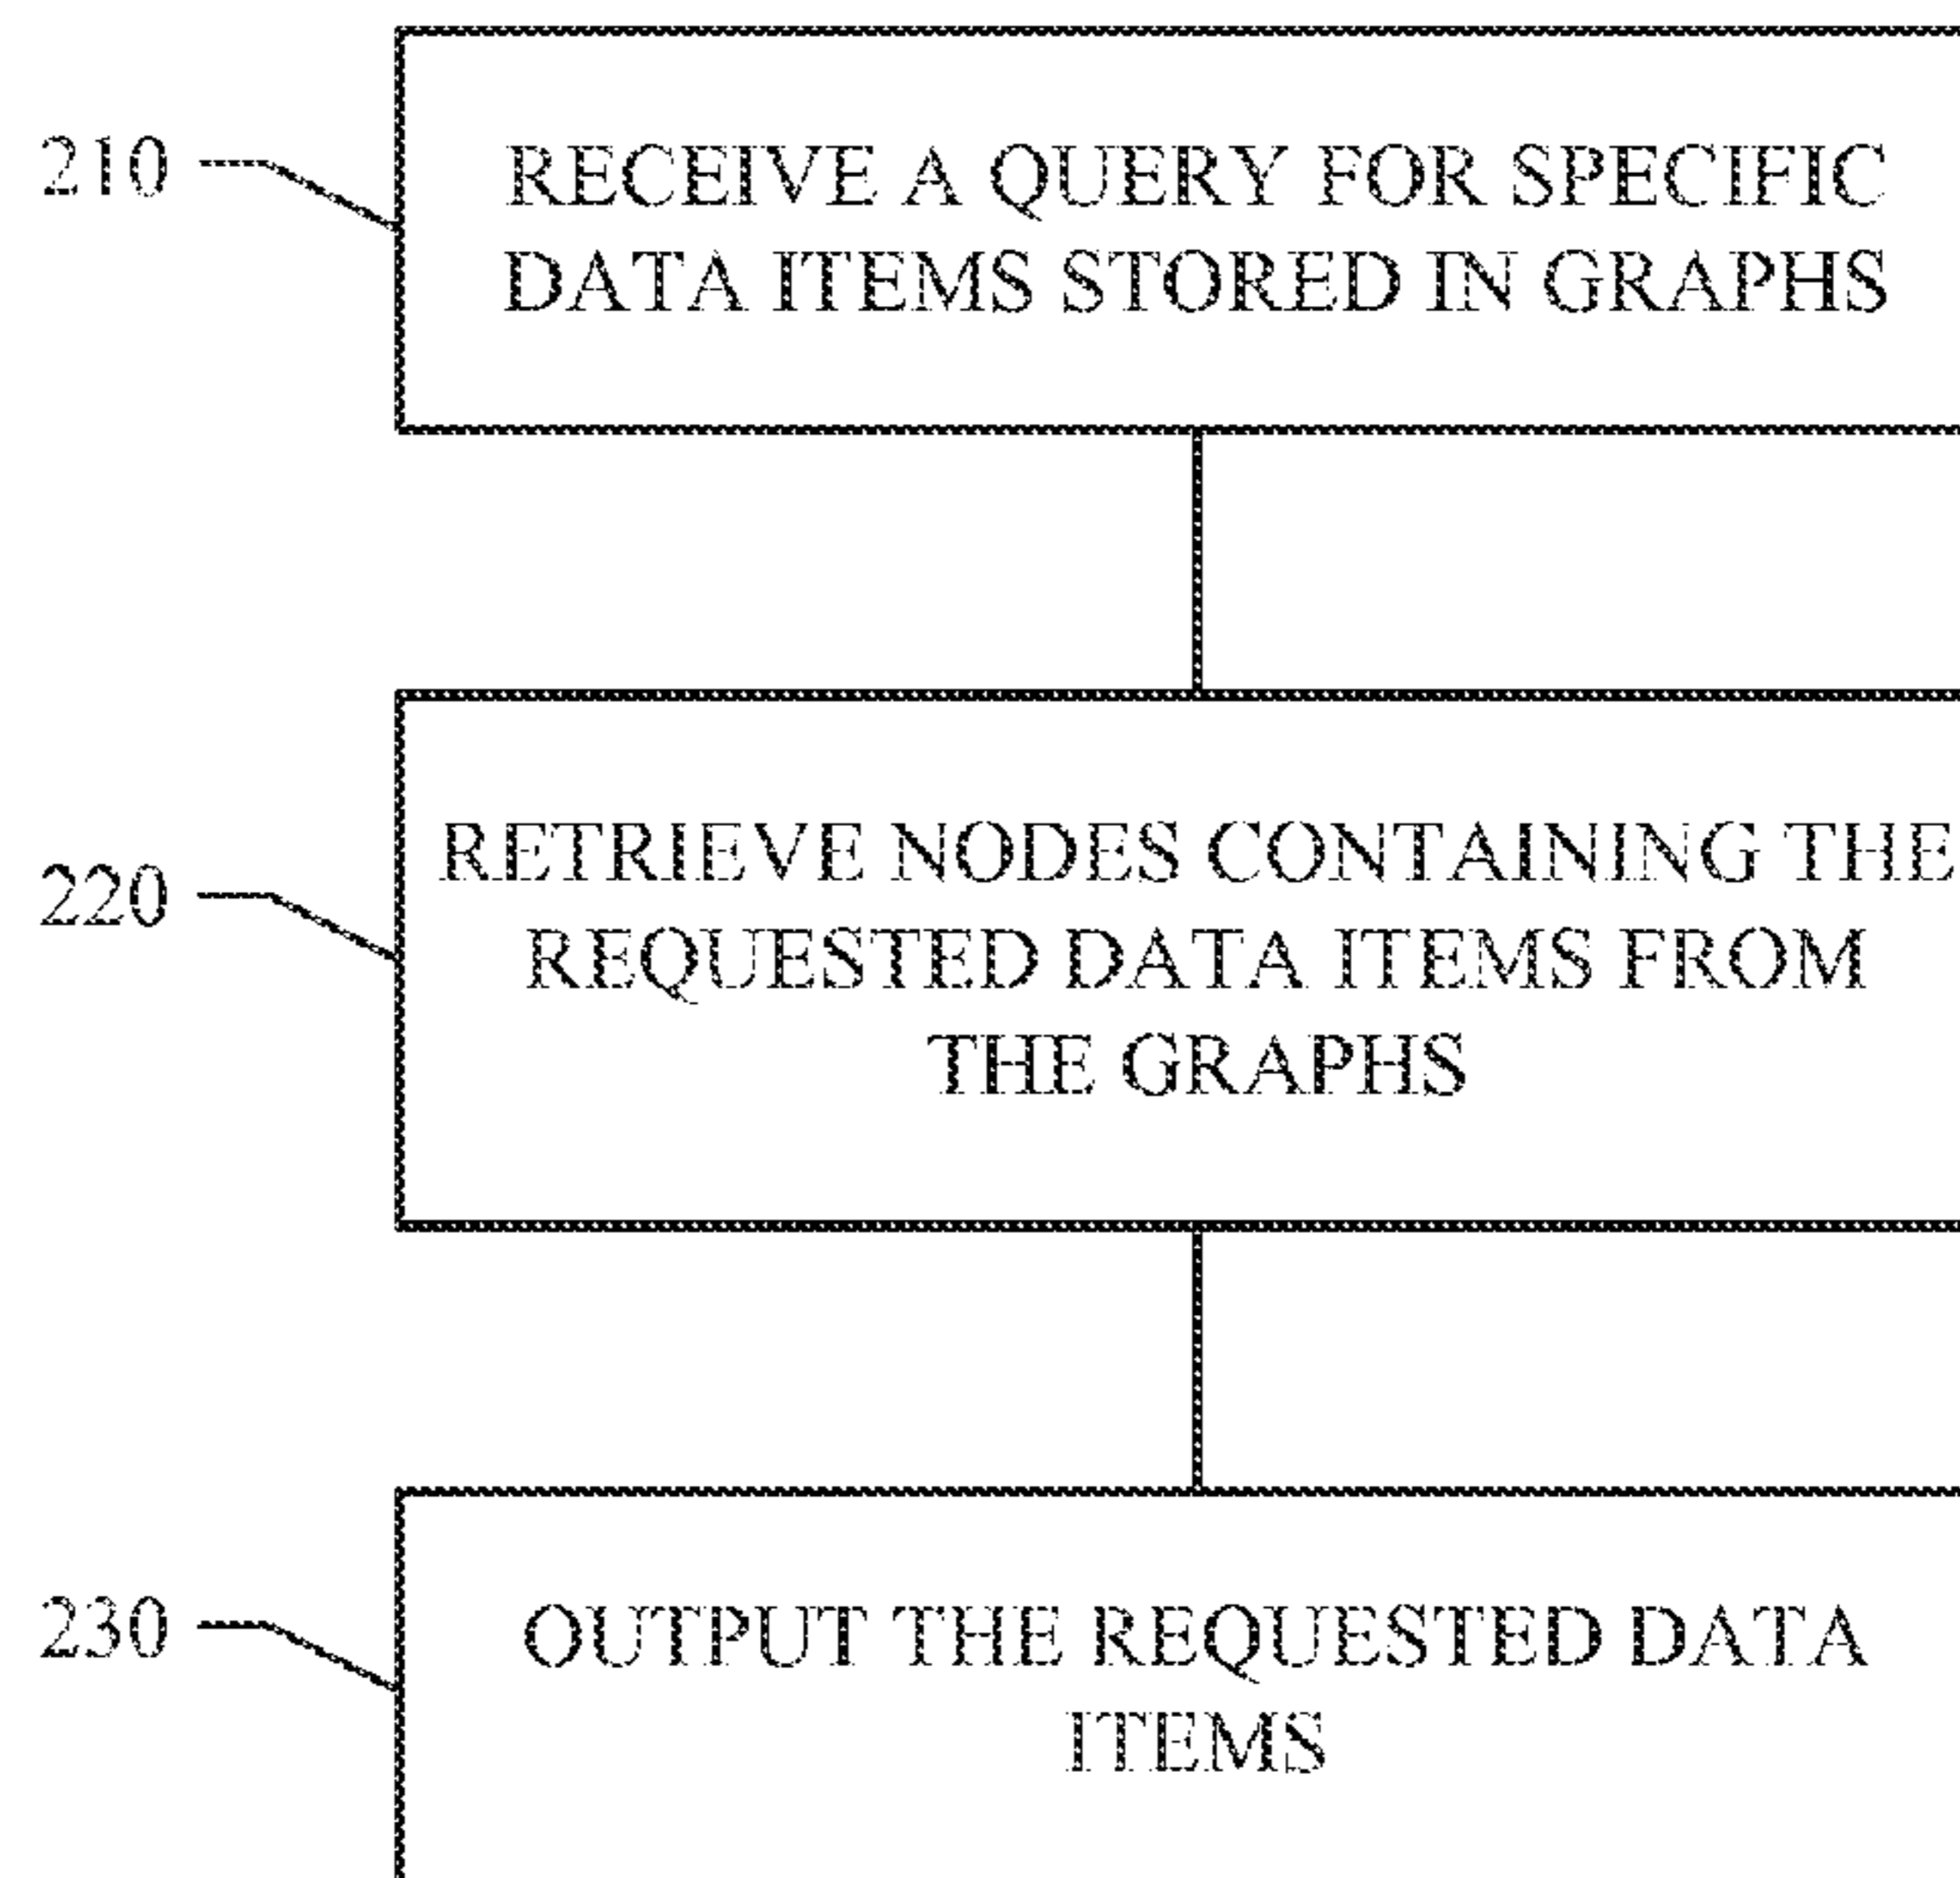 210
RECEIVE A QUERY FOR SPECIFIC
DATA ITEMS STORED IN GRAPHS
220
RETRIEVE NODES CONTAINING THE
REQUESTED DATA ITEMS FROM
THE GRAPHS
230
OUTPUT THE REQUESTED DATA
ITEMS